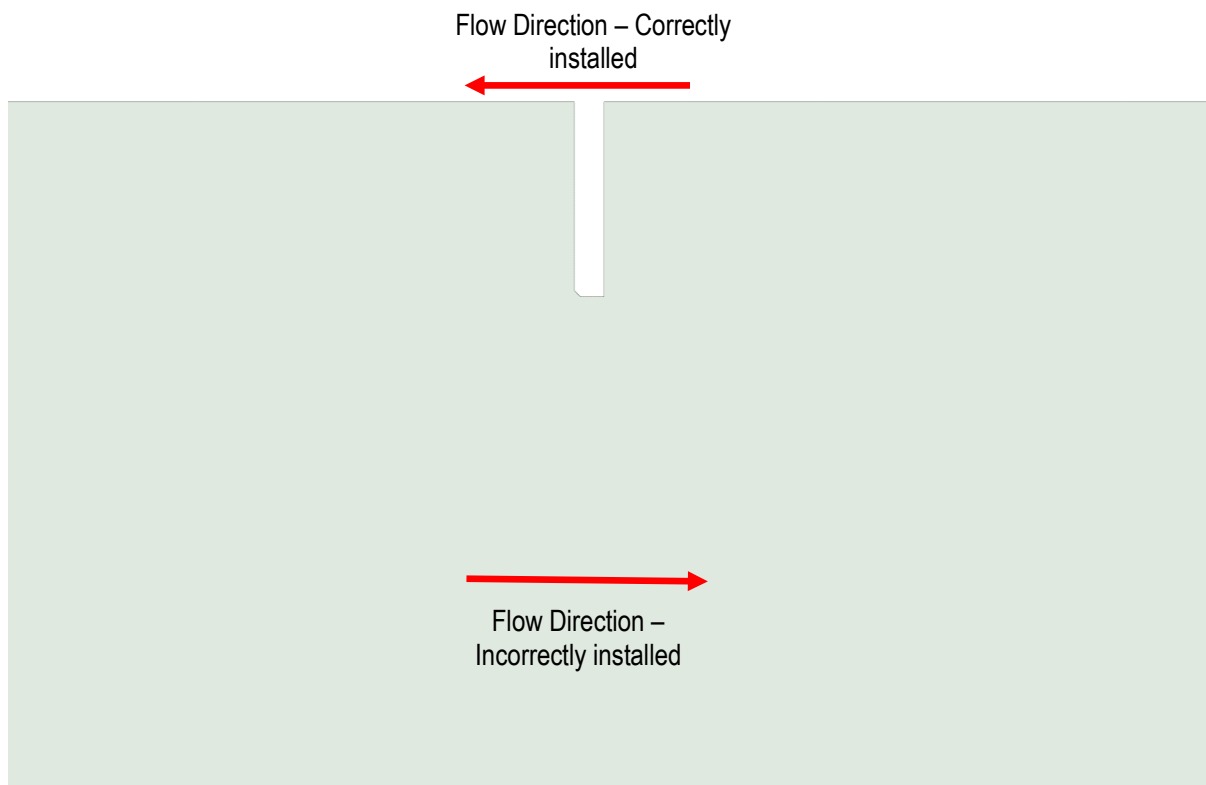 Flow Direction – Correctly
installed
Flow Direction –
Incorrectly installed